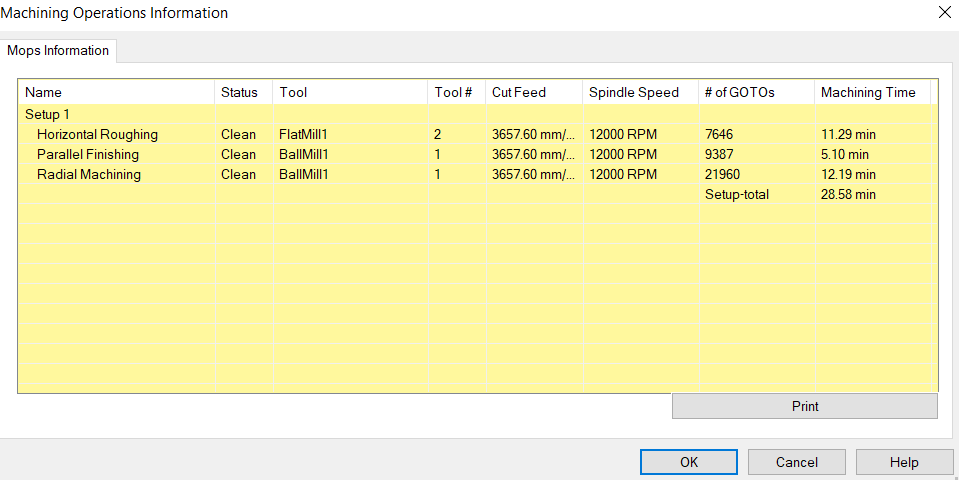 Machining Operations Information
Mops Information
Name Status Tool Tool # Cut Feed Spindle Speed # of GOTOs Machining Time
Setup 1
Horizontal Roughing Clean FlatMill1 2 3657.60 mm/... 12000 RPM 7646 11.29 min
Parallel Finishing Clean BallMill1 1 3657.60 mm/... 12000 RPM 9387 5.10 min
Radial Machining Clean BallMill1 1 3657.60 mm/... 12000 RPM 21960 12.19 min
Setup-total 28.58 min
Print
OK Cancel Help